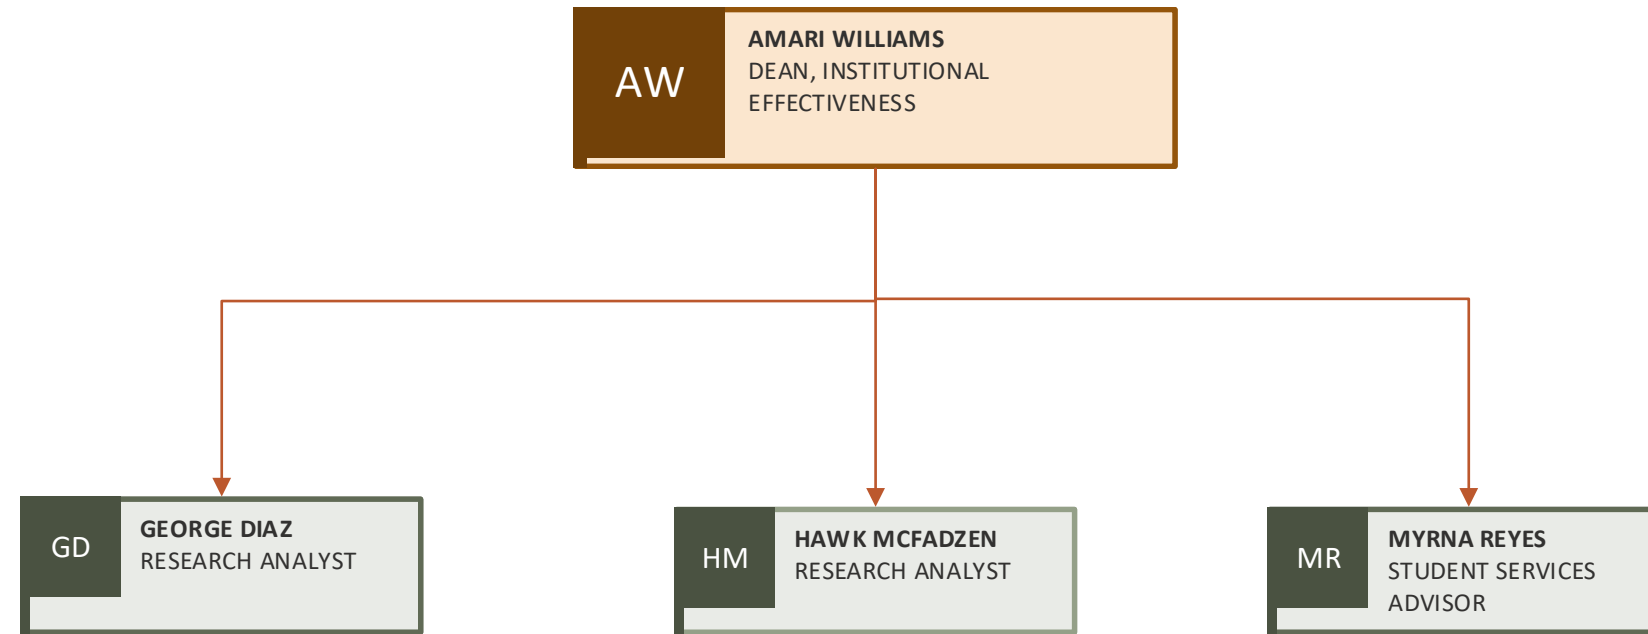 AW
AMARI WILLIAMS
DEAN, INSTITUTIONAL
EFFECTIVENESS
GD
GEORGE DIAZ
RESEARCH ANALYST
HM
HAWK MCFADZEN
RESEARCH ANALYST
MR
MYRNA REYES
STUDENT SERVICES
ADVISOR